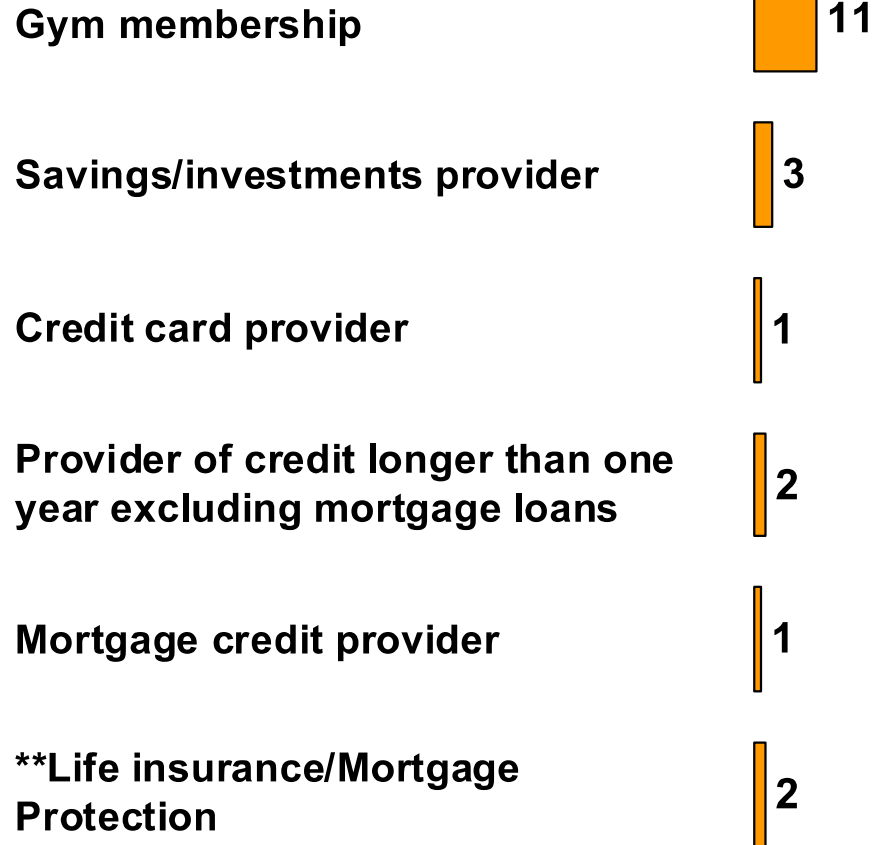 Gym membership 11
Savings/investments provider 3
Credit card provider 1
Provider of credit longer than one
year excluding mortgage loans 2
Mortgage credit provider 1
**Life insurance/Mortgage
Protection 2